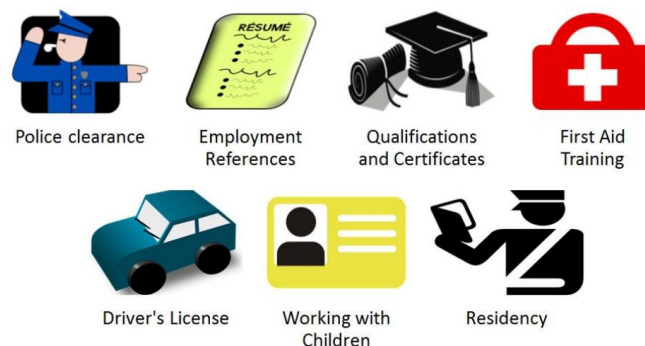 RÉSUMÉ
Police clearance
Employment
References
Qualifications
and Certificates
First Aid
Training
Driver's License
Working with
Children
Residency